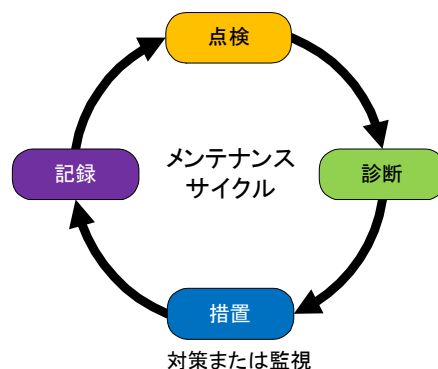 点検
メンテナンス
サイクル
記録
診断
措置
対策または監視